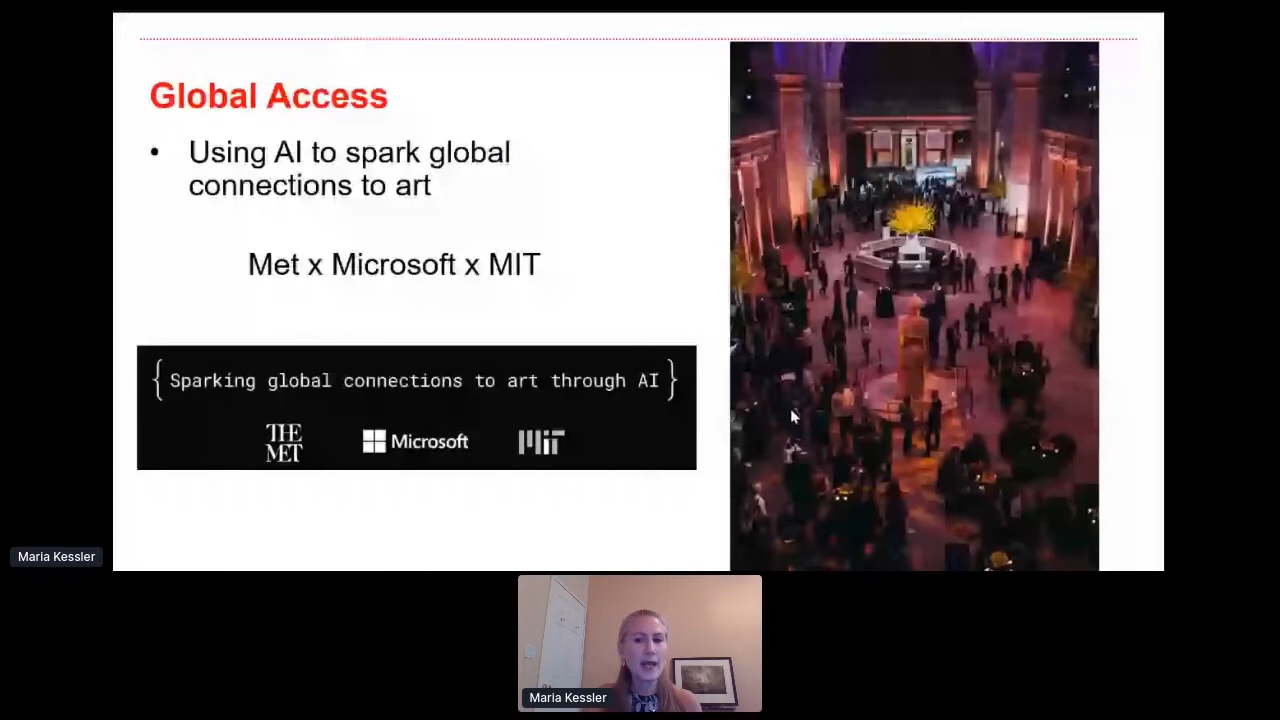 Global Access
• Using AI to spark global
connections to art
Met x Microsoft x MIT
{Sparking global connections to art through AI}
THE
MET
Microsoft
MIT
Maria Kessler
Maria Kessler